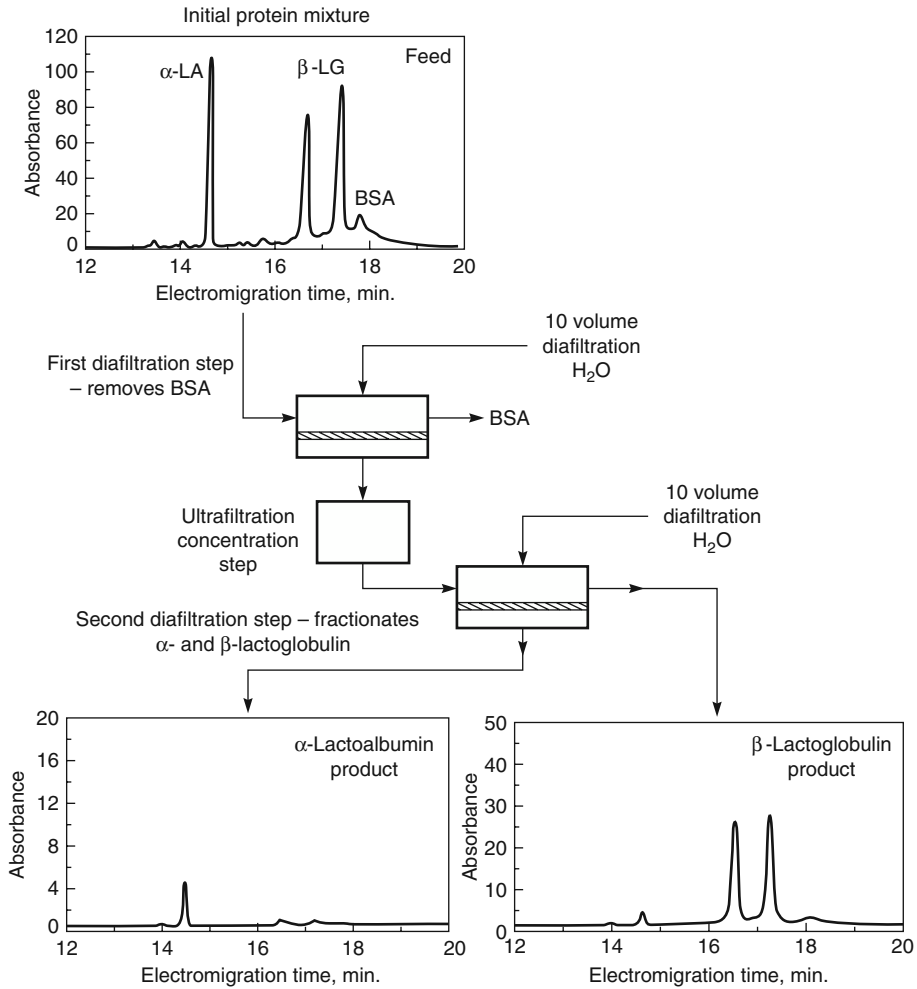 Initial protein mixture
120
100
80
60
40
20
0
Absorbance
α-LA
β-LG
BSA
Feed
12
14
16
18
20
Electromigration time, min.
First diafiltration step
– removes BSA
10 volume
diafiltration
H₂O
BSA
Ultrafiltration
concentration
step
10 volume
diafiltration
H₂O
Second diafiltration step – fractionates
α- and β-lactoglobulin
20
16
12
8
4
0
Absorbance
α-Lactoalbumin
product
12
14
16
18
20
Electromigration time, min.
50
40
30
20
10
0
Absorbance
β-Lactoglobulin
product
12
14
16
18
20
Electromigration time, min.